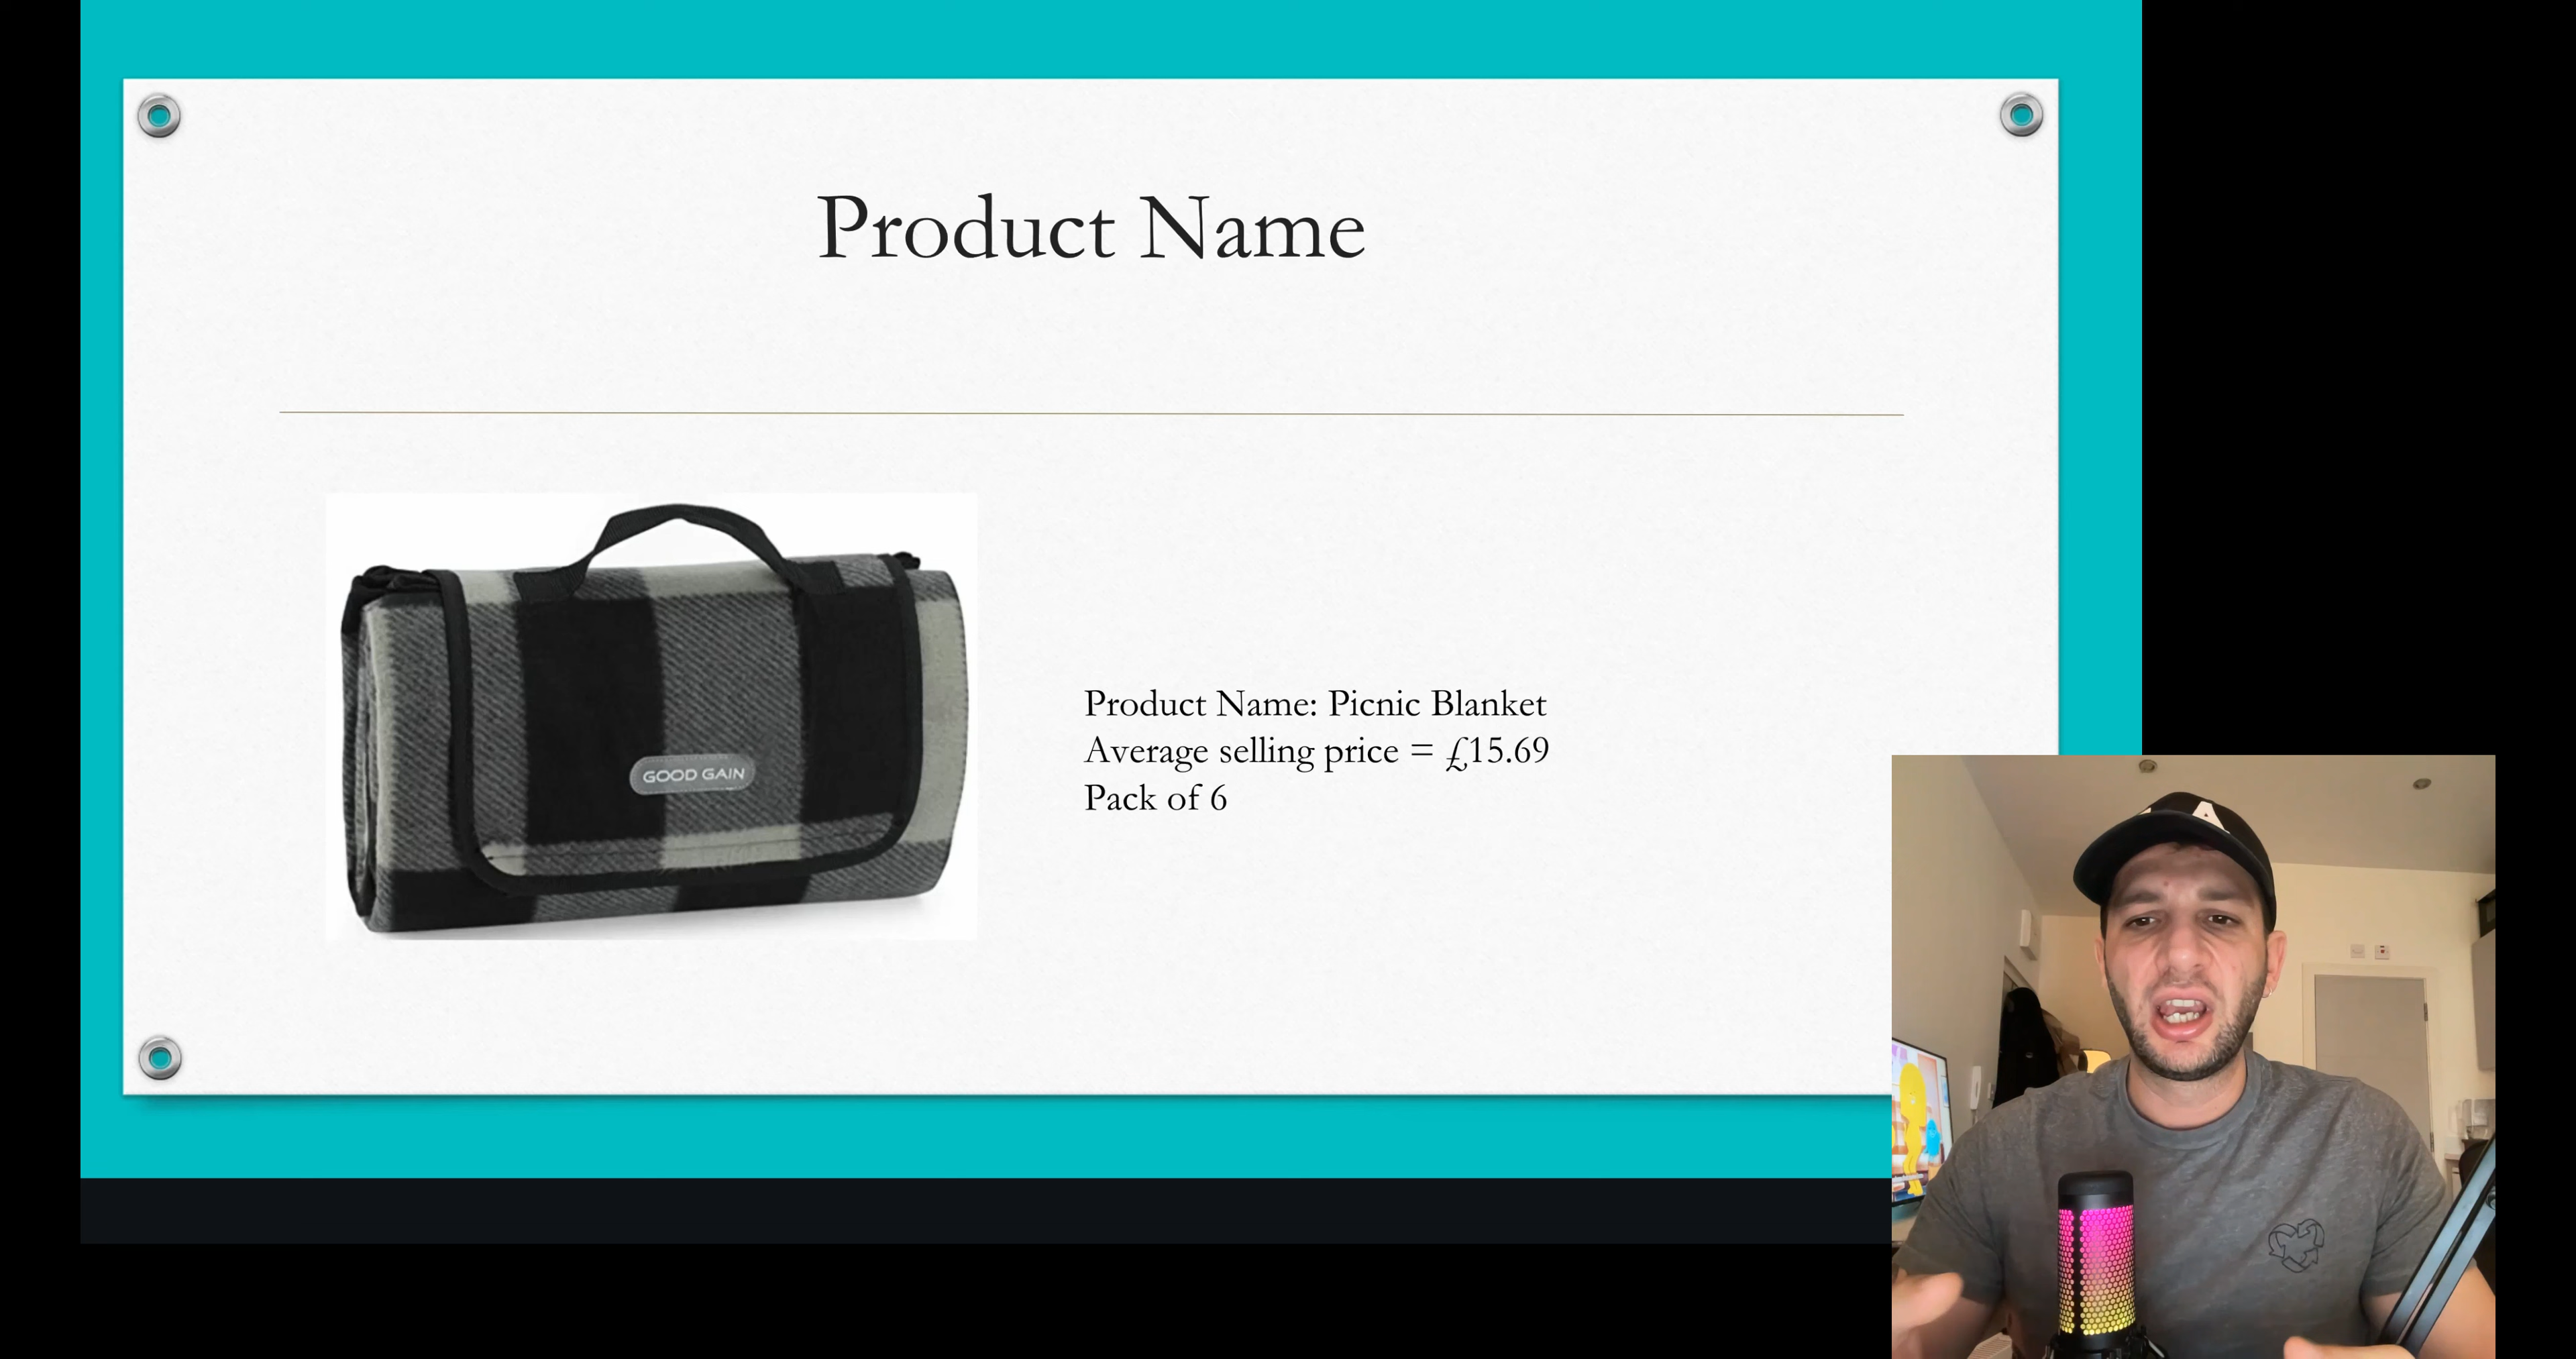 Product Name
GOOD GAIN
Product Name: Picnic Blanket
Average selling price = £15.69
Pack of 6
A